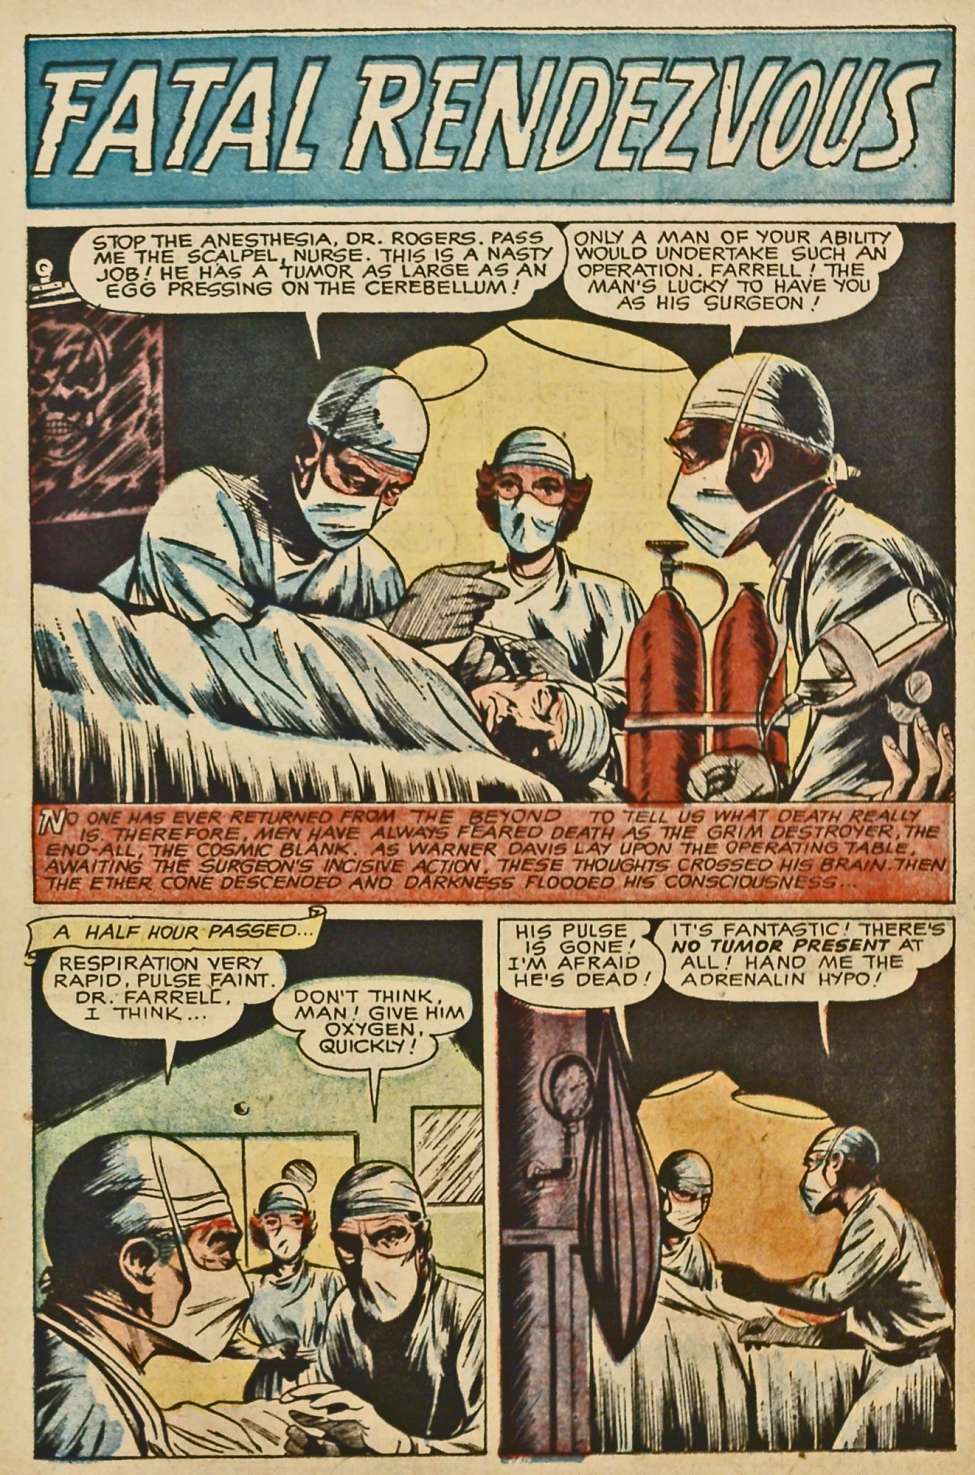 FATAL RENDEZVOUS
STOP THE ANESTHESIA, DR. ROGERS. PASS
ME THE SCALPEL, NURSE. THIS IS A NASTY
JOB! HE HAS A TUMOR AS LARGE AS AN
EGG PRESSING ON THE CEREBELLUM!
ONLY A MAN OF YOUR ABILITY
WOULD UNDERTAKE SUCH AN
OPERATION, FARRELL! THE
MAN'S LUCKY TO HAVE YOU
AS HIS SURGEON!
NO ONE HAS EVER RETURNED FROM THE BEYOND TO TELL US WHAT DEATH REALLY
IS. THEREFORE, MEN HAVE ALWAYS FEARED DEATH AS THE GRIM DESTROYER, THE
END-ALL, THE COSMIC BLANK. AS WARNER DAVIS LAY UPON THE OPERATING TABLE,
AWAITING THE SURGEON'S INCISIVE ACTION, THESE THOUGHTS CROSSED HIS BRAIN. THEN
THE ETHER CONE DESCENDED AND DARKNESS FLOODED HIS CONSCIOUSNESS...
A HALF HOUR PASSED...
RESPIRATION VERY
RAPID, PULSE FAINT.
DR. FARRELL,
I THINK...
DON'T THINK,
MAN! GIVE HIM
OXYGEN,
QUICKLY!
HIS PULSE
IS GONE!
I'M AFRAID
HE'S DEAD!
IT'S FANTASTIC! THERE'S
NO TUMOR PRESENT AT
ALL! HAND ME THE
ADRENALIN HYPO!